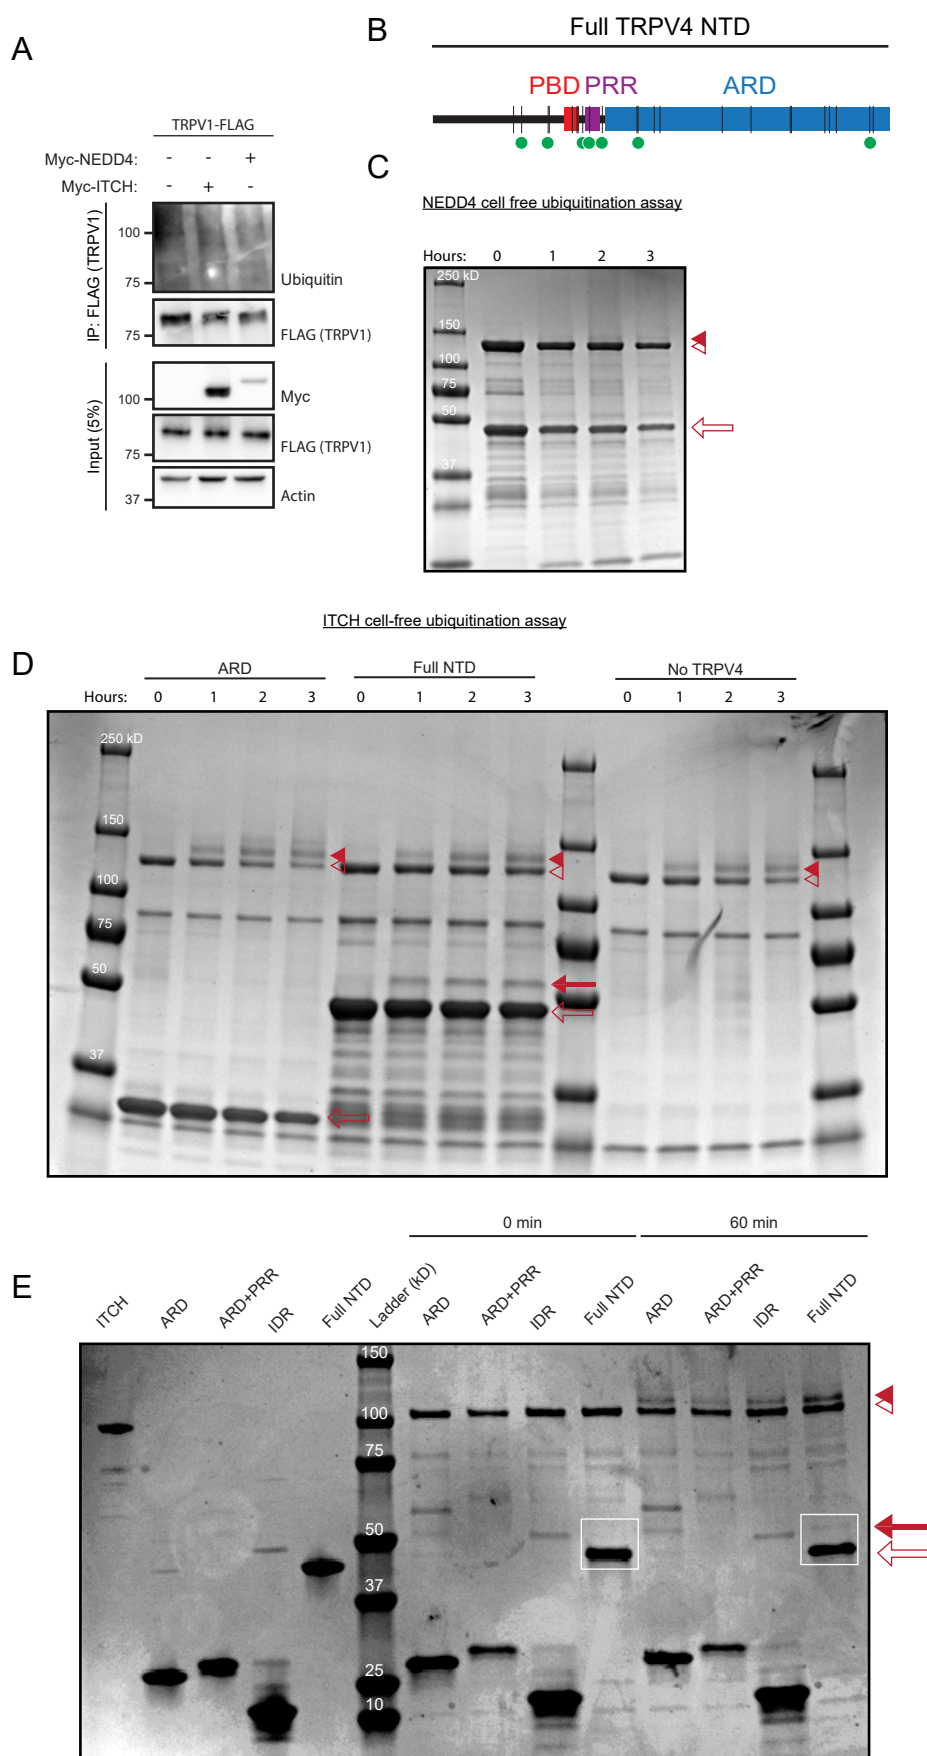 A
TRPV1-FLAG
Myc-NEDD4: - - +
Myc-ITCH: - + -
IP: FLAG (TRPV1)
100
75
Ubiquitin
75
FLAG (TRPV1)
Input (5%)
100
Myc
75
FLAG (TRPV1)
37
Actin
B
Full TRPV4 NTD
PBD PRR ARD
C
NEDD4 cell free ubiquitination assay
Hours: 0 1 2 3
250 kD
150
100
75
50
37
ITCH cell-free ubiquitination assay
D
ARD Full NTD No TRPV4
Hours: 0 1 2 3 0 1 2 3 0 1 2 3
250 kD
150
100
75
50
37
E
0 min 60 min
ITCH ARD ARD+PRR IDR Full NTD Ladder (kD) ARD ARD+PRR IDR Full NTD ARD ARD+PRR IDR Full NTD
150
100
75
50
37
25
10